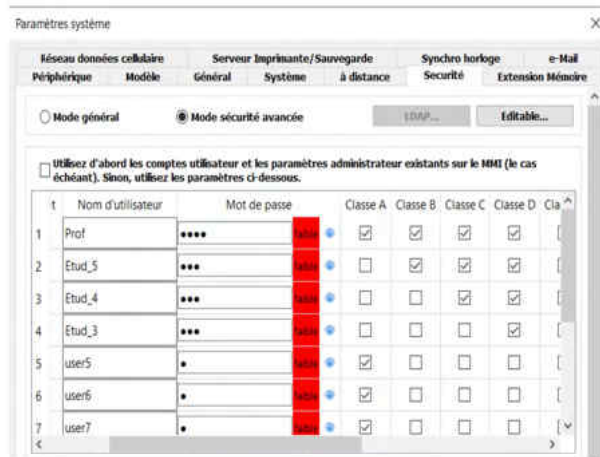 Paramètres système
Réseau données cellulaire Serveur Imprimante/Sauvegarde Synchro horloge e-Mail
Périphérique Modèle Général Système à distance Securité Extension Mémoire
Mode général Mode sécurité avancée LDAP... Editable...
Utilisez d'abord les comptes utilisateur et les paramètres administrateur existants sur le MMI (le cas
échéant). Sinon, utilisez les paramètres ci-dessous.
t Nom d'utilisateur Mot de passe Classe A Classe B Classe C Classe D Cla
1 Prof •••• faible
2 Etud_5 ••• faible
3 Etud_4 ••• faible
4 Etud_3 ••• faible
5 user5 • faible
6 user6 • faible
7 user7 • faible